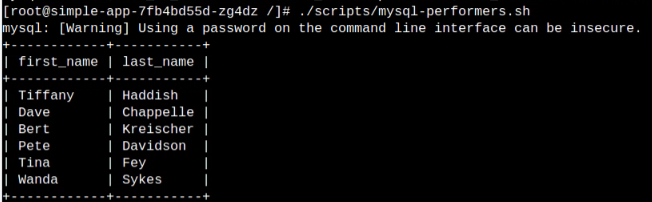 [root@simple-app-7fb4bd55d-zg4dz /]# ./scripts/mysql-performers.sh
mysql: [Warning] Using a password on the command line interface can be insecure.
+------------+-----------+
| first_name | last_name |
+------------+-----------+
| Tiffany    | Haddish   |
| Dave       | Chappelle |
| Bert       | Kreischer |
| Pete       | Davidson  |
| Tina       | Fey       |
| Wanda      | Sykes     |
+------------+-----------+